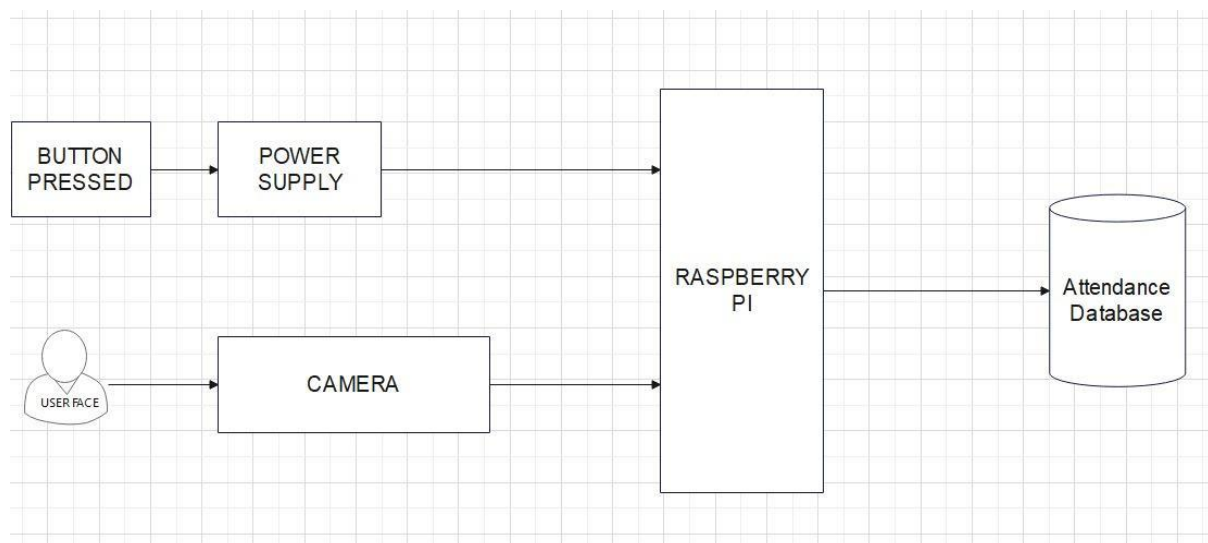 BUTTON
PRESSED
POWER
SUPPLY
RASPBERRY
PI
Attendance
Database
USER FACE
CAMERA